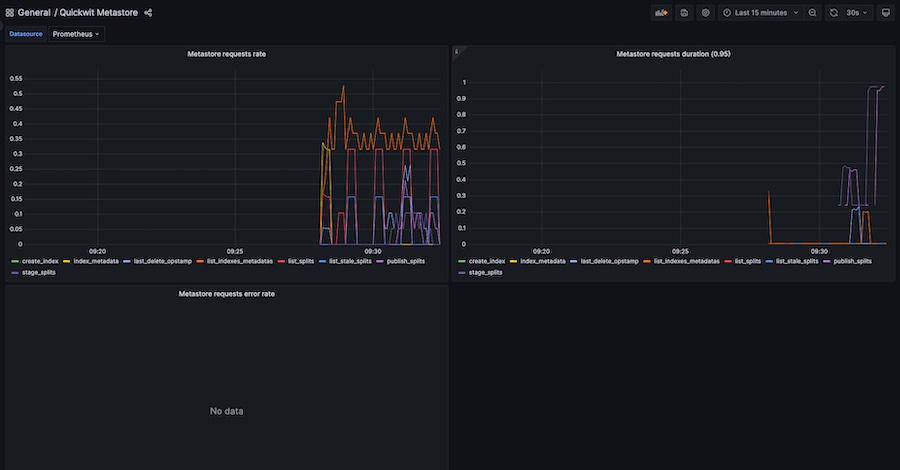 General / Quickwit Metastore
Last 15 minutes
30s
Datasource
Prometheus
Metastore requests rate
0.55
0.5
0.45
0.4
0.35
0.3
0.25
0.2
0.15
0.1
0.05
0
09:20
09:25
09:30
create_index index_metadata last_delete_opstamp list_indexes_metadatas list_splits list_stale_splits publish_splits
stage_splits
Metastore requests duration (0.95)
1
0.9
0.8
0.7
0.6
0.5
0.4
0.3
0.2
0.1
0
09:20
09:25
09:30
create_index index_metadata last_delete_opstamp list_indexes_metadatas list_splits list_stale_splits publish_splits
stage_splits
Metastore requests error rate
No data